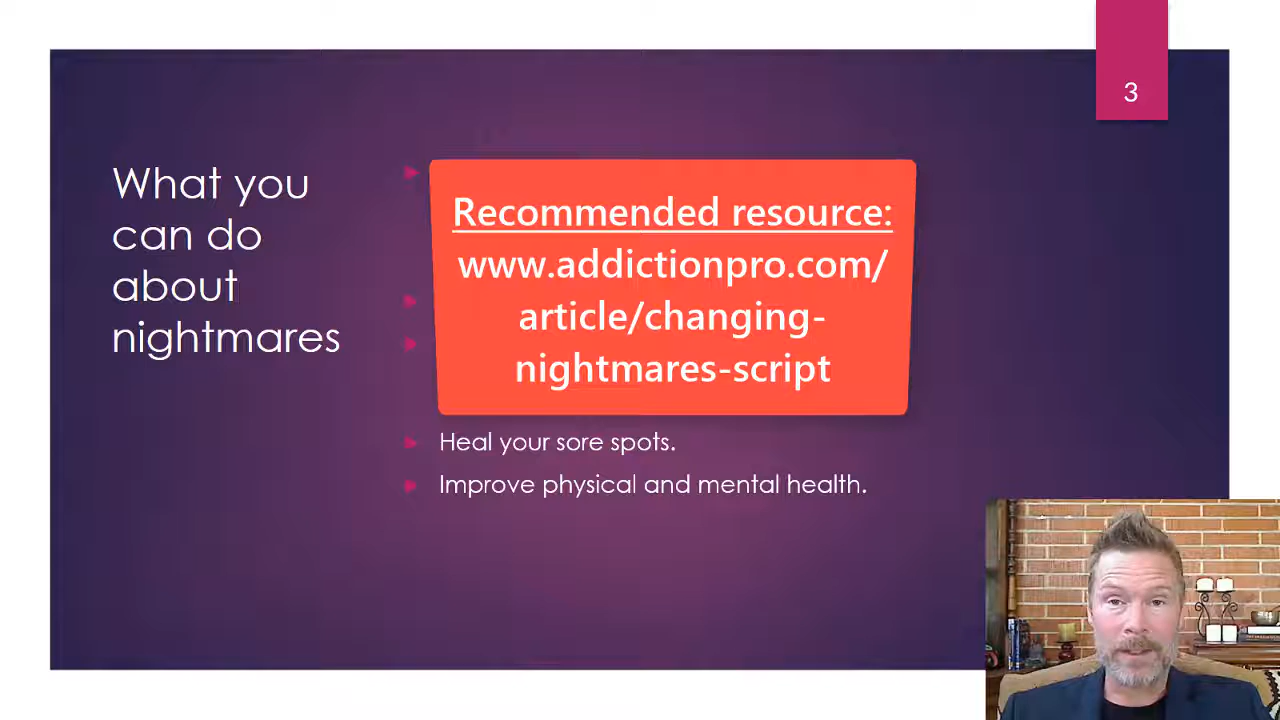 3
What you
can do
about
nightmares
Recommended resource:
www.addictionpro.com/
article/changing-
nightmares-script
Heal your sore spots.
Improve physical and mental health.